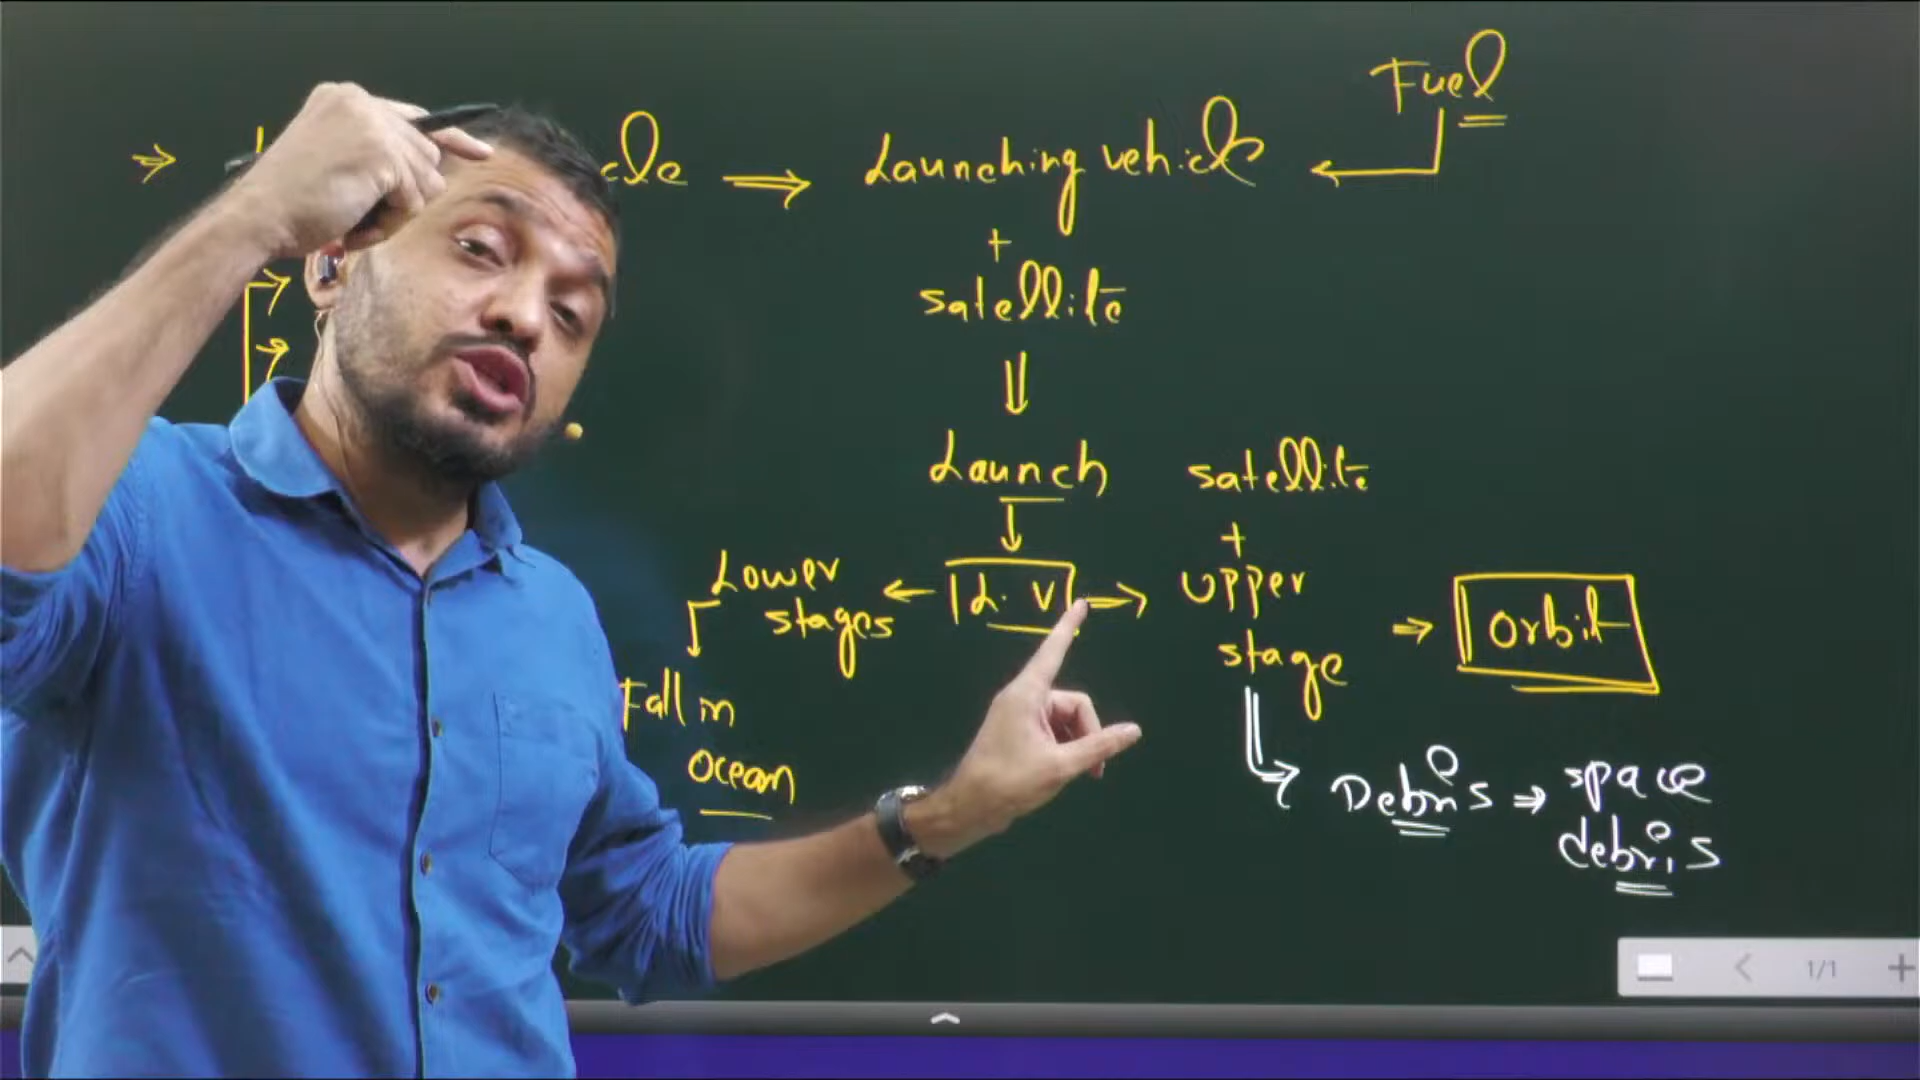 Fuel
⇒ cle ⇒ Launching vehicle
+
satellite
Launch
satellite
+
Lower
stages
← L.V →
Upper
stage
→ Orbit
Fall in
Ocean
Debris ⇒ space
debris
1/1